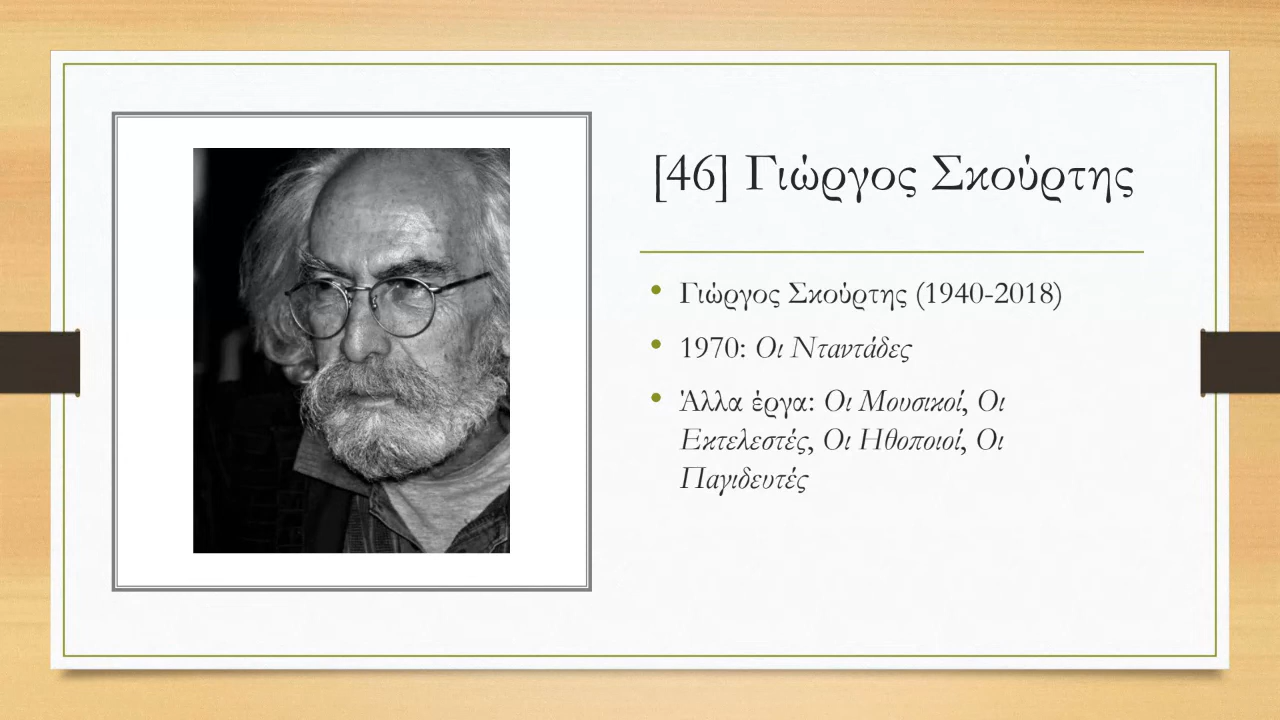 [46] Γιώργος Σκούρτης
• Γιώργος Σκούρτης (1940-2018)
• 1970: Οι Νταντάδες
• Άλλα έργα: Οι Μουσικοί, Οι
Εκτελεστές, Οι Ηθοποιοί, Οι
Παγιδευτές